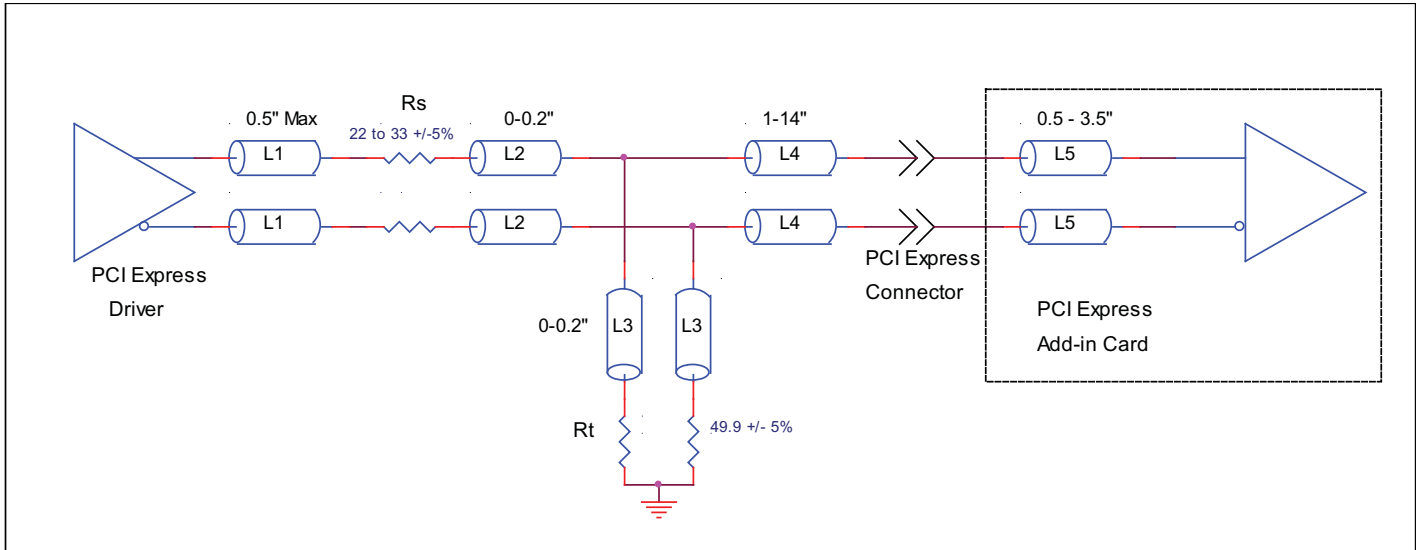 Rs
0.5" Max
22 to 33 +/-5%
0-0.2"
1-14"
0.5 - 3.5"
L1
L2
L4
L5
L1
L2
L4
L5
PCI Express
Driver
PCI Express
Connector
0-0.2"
L3
L3
PCI Express
Add-in Card
Rt
49.9 +/- 5%